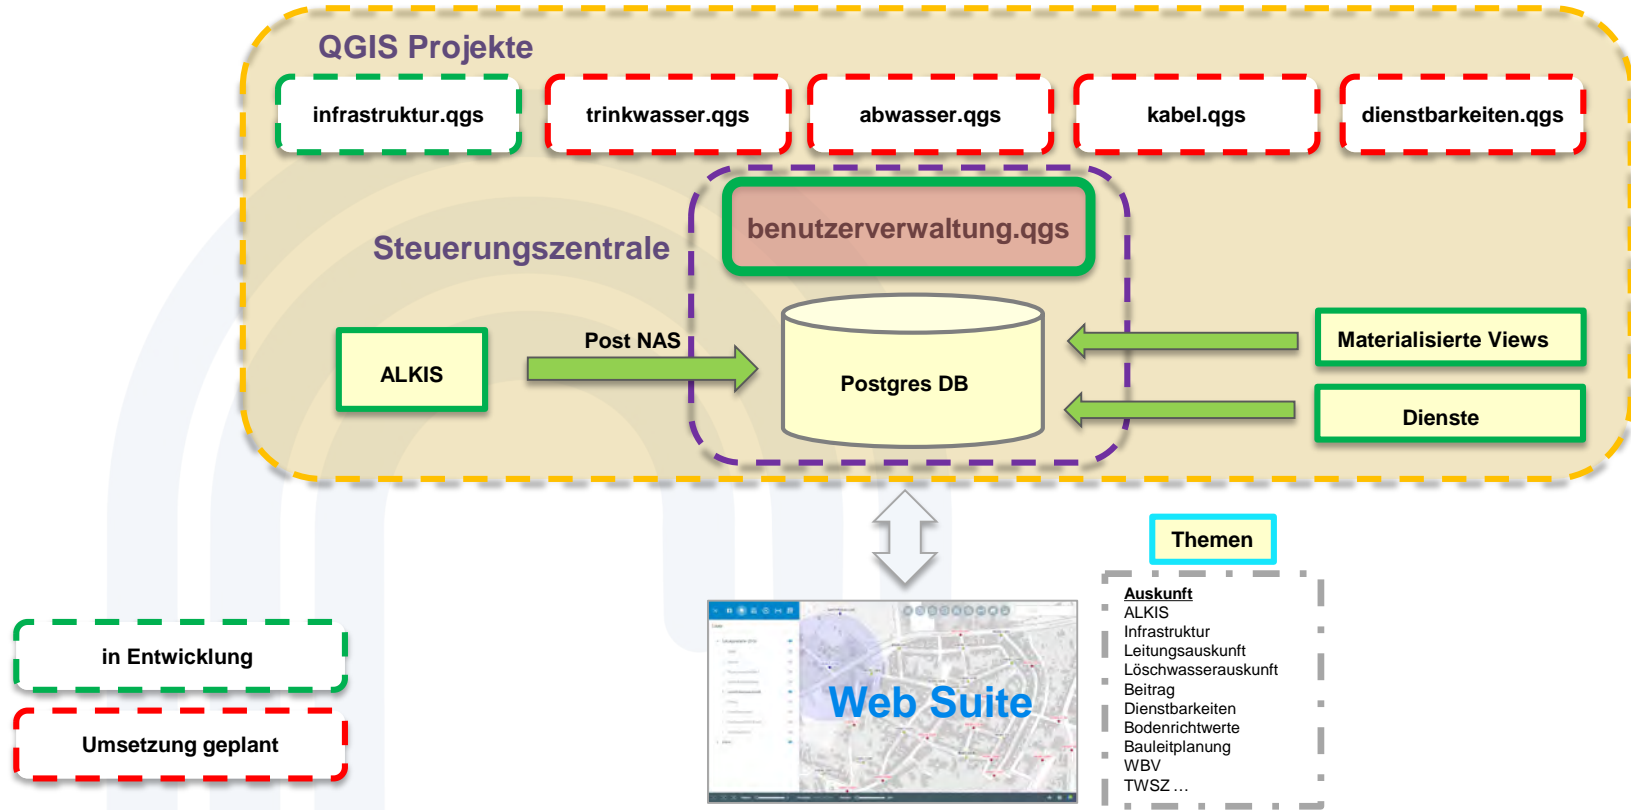 QGIS Projekte
infrastruktur.qgs
trinkwasser.qgs
abwasser.qgs
kabel.qgs
dienstbarkeiten.qgs
benutzerverwaltung.qgs
Steuerungszentrale
Post NAS
ALKIS
Postgres DB
Materialisierte Views
Dienste
Themen
Auskunft
ALKIS
Infrastruktur
Leitungsauskunft
Löschwasserauskunft
Beitrag
Dienstbarkeiten
Bodenrichtwerte
Bauleitplanung
WBV
TWSZ ...
Web Suite
in Entwicklung
Umsetzung geplant